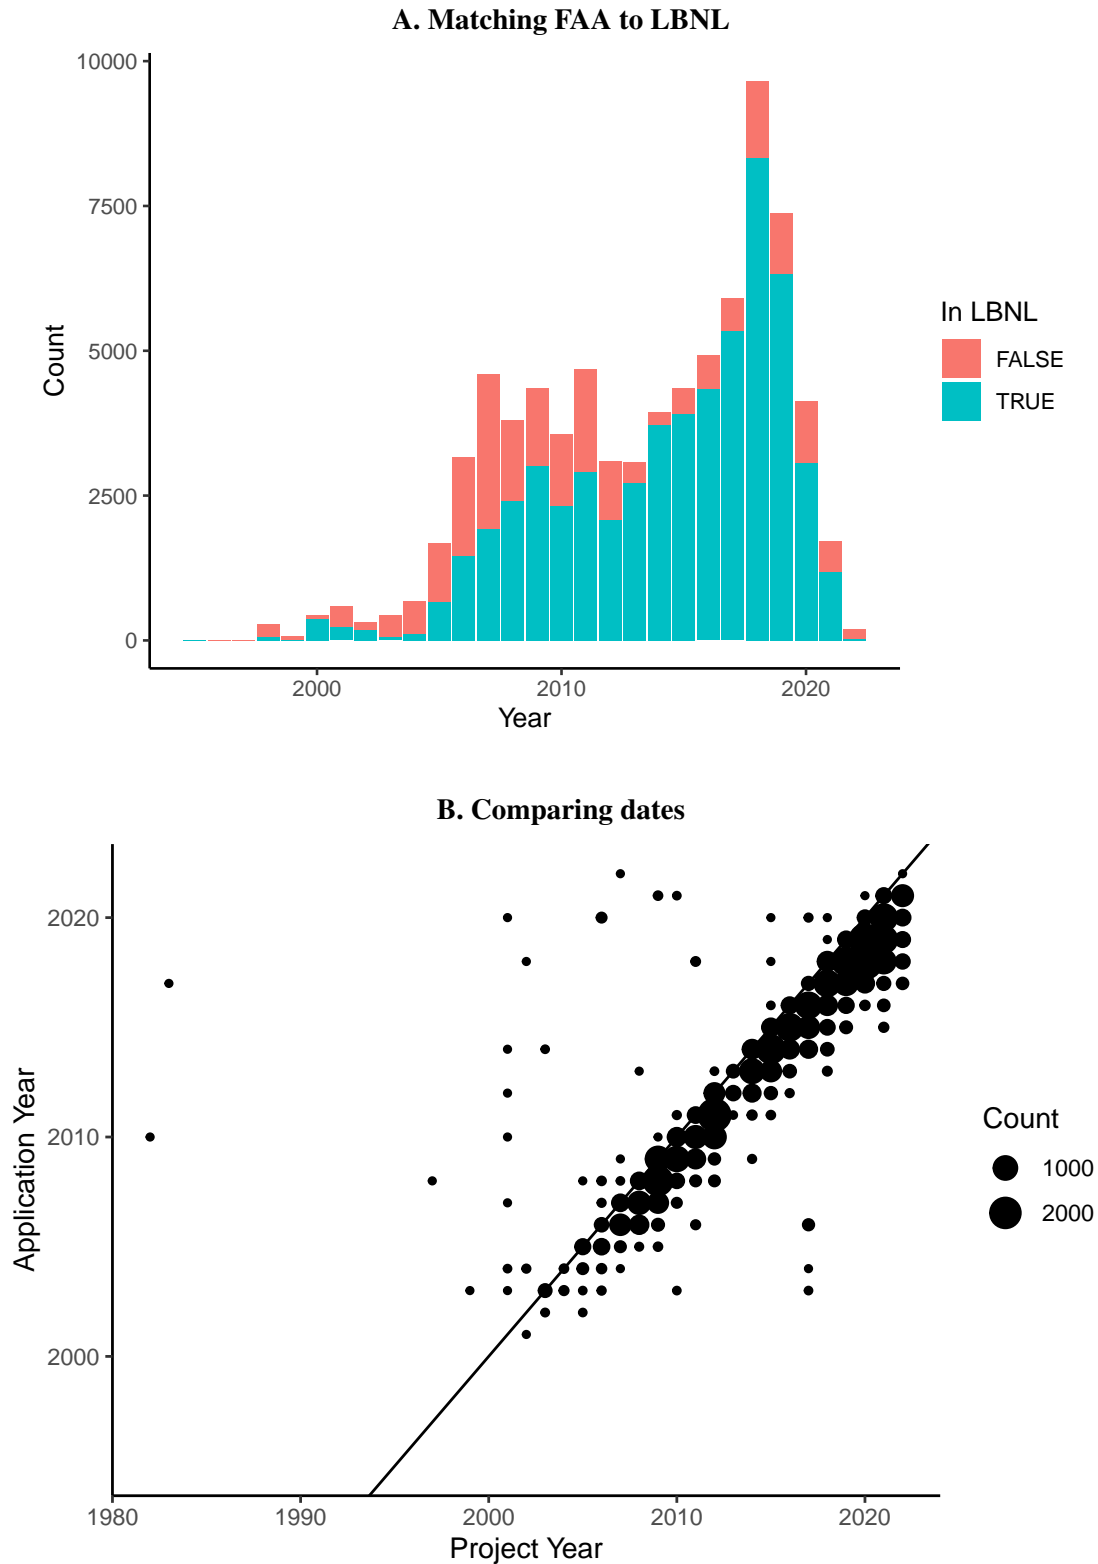 A. Matching FAA to LBNL
10000
7500
5000
2500
0
Count
2000 2010 2020
Year
In LBNL
FALSE
TRUE
B. Comparing dates
2020
2010
2000
Application Year
1980 1990 2000 2010 2020
Project Year
Count
1000
2000